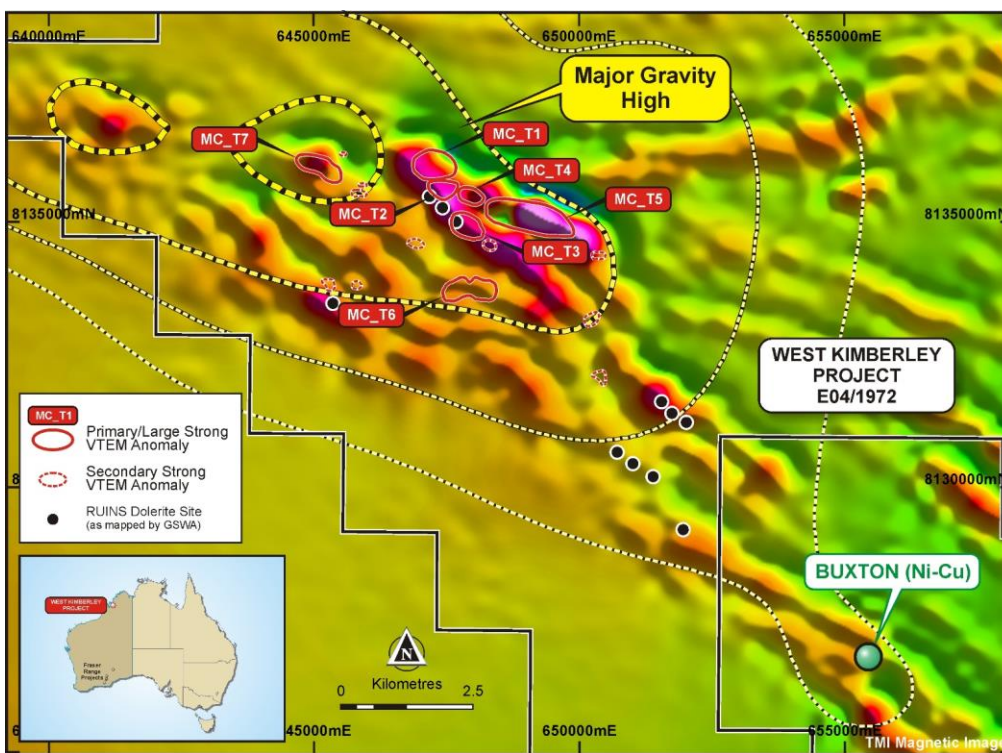 640000mE
645000mE
650000mE
655000mE
Major Gravity
High
MC_T1
MC_T7
MC_T4
MC_T5
MC_T2
8135000mN
8135000mN
MC_T3
MC_T6
WEST KIMBERLEY
PROJECT
E04/1972
MC_T1
Primary/Large Strong
VTEM Anomaly
Secondary Strong
VTEM Anomaly
RUINS Dolerite Site
(as mapped by GSWA)
8130000mN
BUXTON (Ni-Cu)
WEST KIMBERLEY
PROJECT
Fraser
Range
Projects
N
Kilometres
0 2.5
645000mE
650000mE
655000mE
TMI Magnetic Image